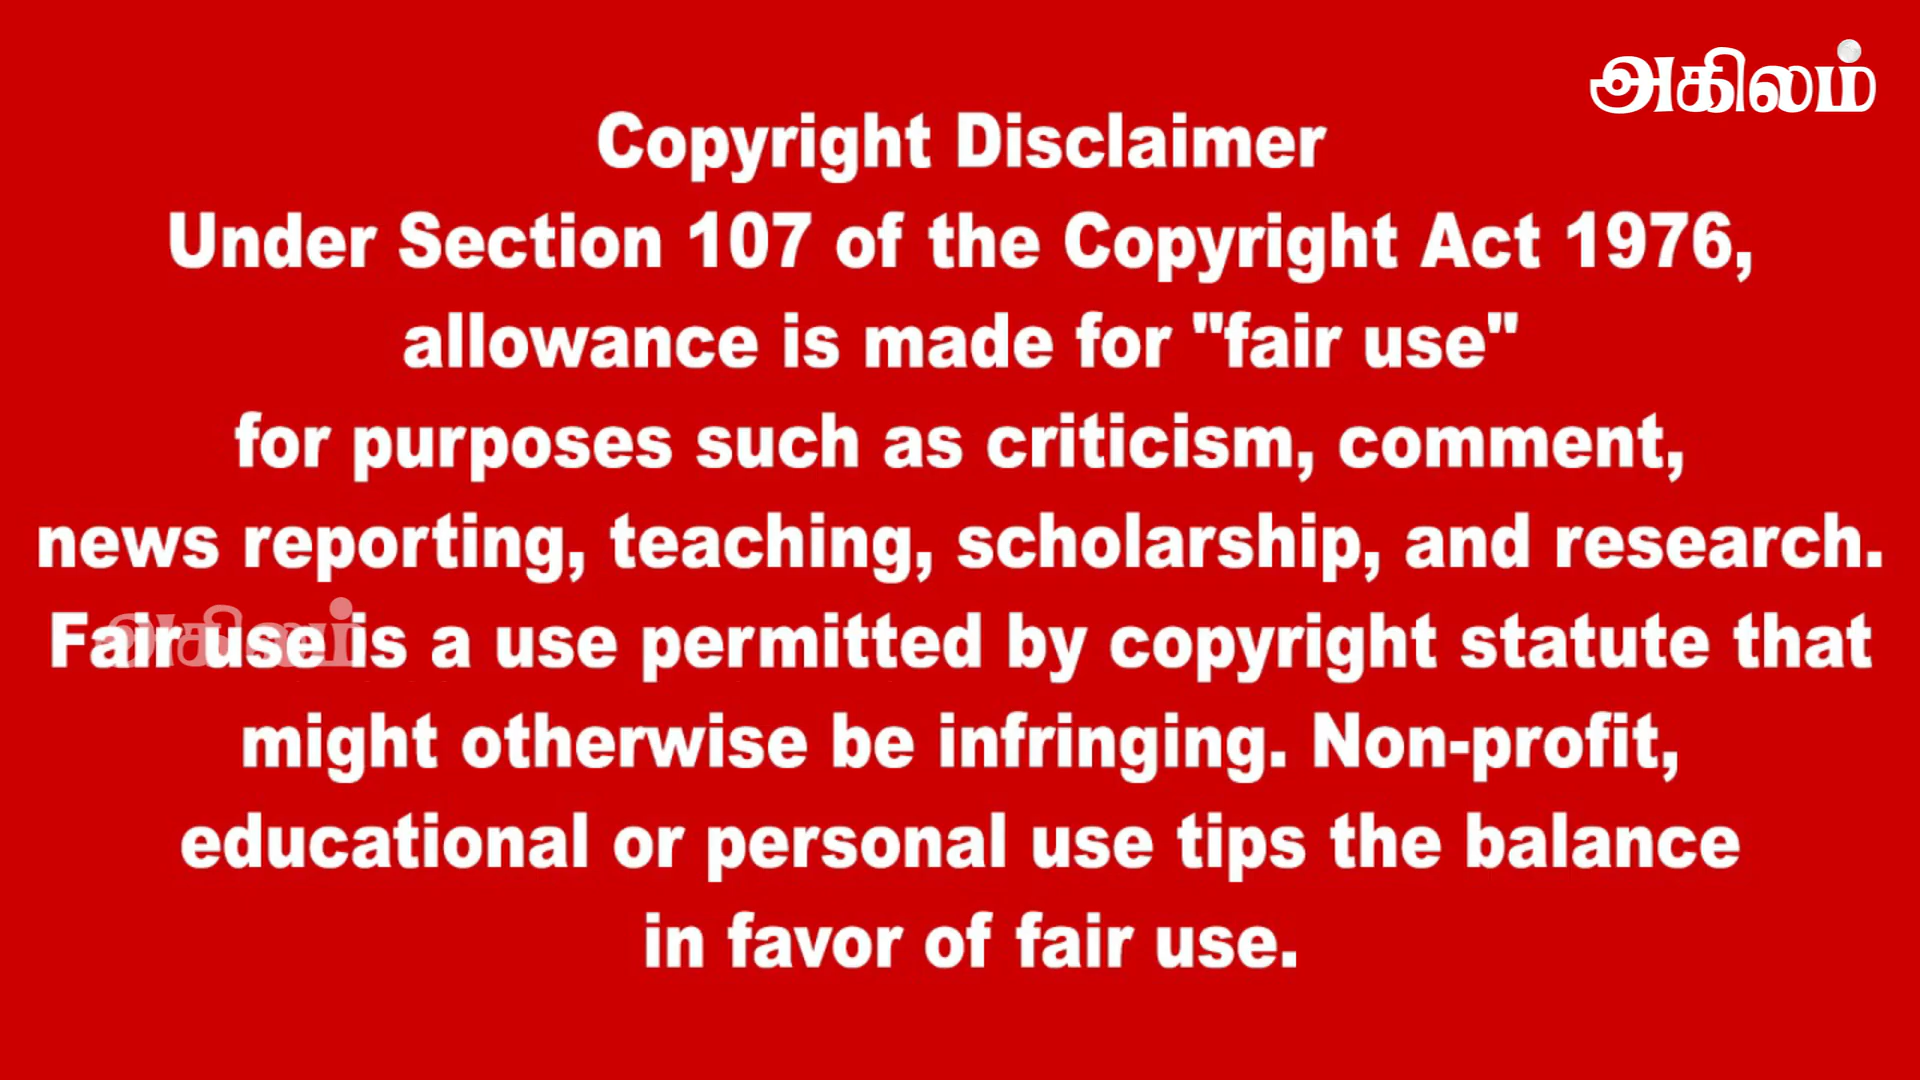 அகிலம்
Copyright Disclaimer
Under Section 107 of the Copyright Act 1976,
allowance is made for "fair use"
for purposes such as criticism, comment,
news reporting, teaching, scholarship, and research.
Fair use is a use permitted by copyright statute that
அகிலம்
might otherwise be infringing. Non-profit,
educational or personal use tips the balance
in favor of fair use.